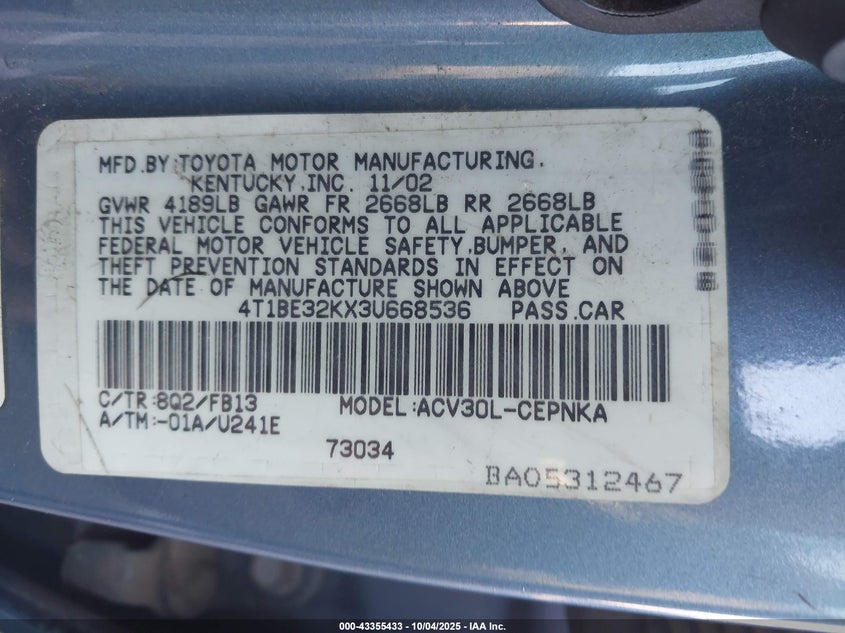 MFD.BY:TOYOTA MOTOR MANUFACTURING.
KENTUCKY,INC. 11/02
GVWR 4189LB GAWR FR 2668LB RR 2668LB
THIS VEHICLE CONFORMS TO ALL APPLICABLE
FEDERAL MOTOR VEHICLE SAFETY,BUMPER, AND
THEFT PREVENTION STANDARDS IN EFFECT ON
THE DATE OF MANUFACTURE SHOWN ABOVE
4T1BE32KX3U668536 PASS.CAR
C/TR:8Q2/FB13 MODEL:ACV30L-CEPNKA
A/TM:-01A/U241E
73034
BA05312467
000-43355433 - 10/04/2025 - IAA Inc.